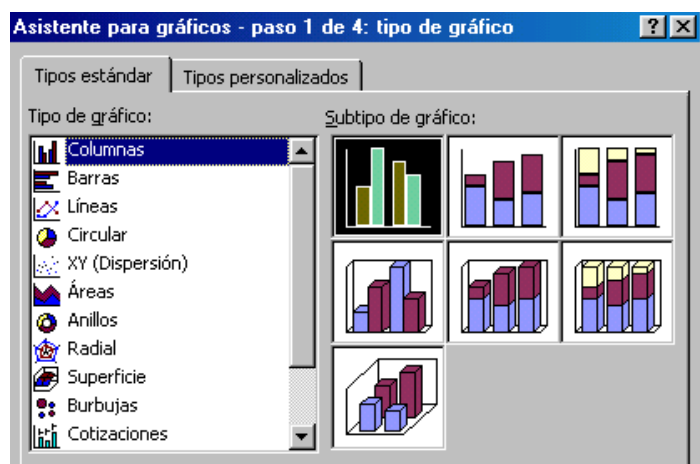 Asistente para gráficos - paso 1 de 4: tipo de gráfico
Tipos estándar
Tipos personalizados
Tipo de gráfico:
Columnas
Barras
Líneas
Circular
XY (Dispersión)
Áreas
Anillos
Radial
Superficie
Burbujas
Cotizaciones
Subtipo de gráfico: